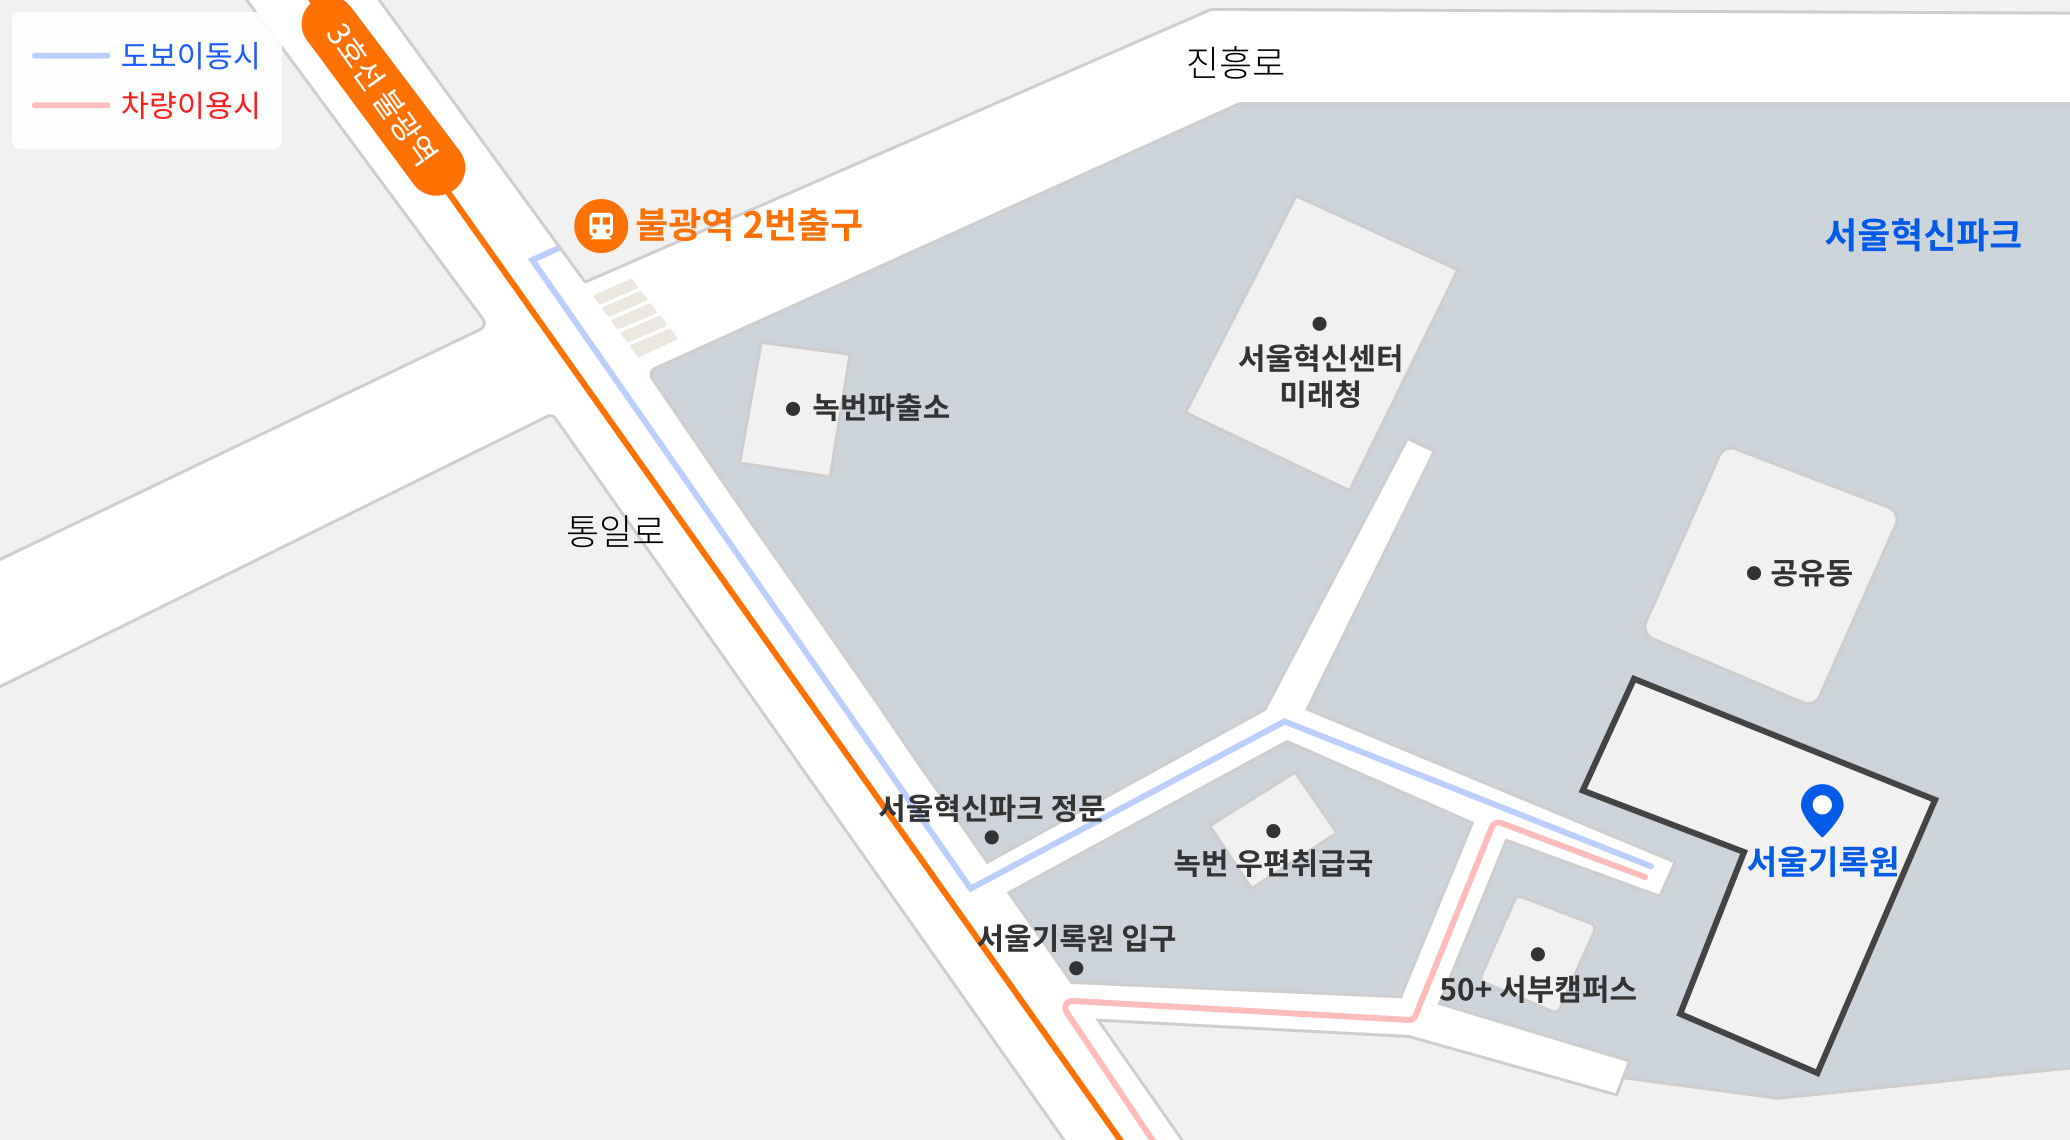 도보이동시
차량이용시
3호선 불광역
진흥로
불광역 2번출구
서울혁신파크
서울혁신센터
미래청
녹번파출소
통일로
공유동
서울혁신파크 정문
녹번 우편취급국
서울기록원
서울기록원 입구
50+ 서부캠퍼스